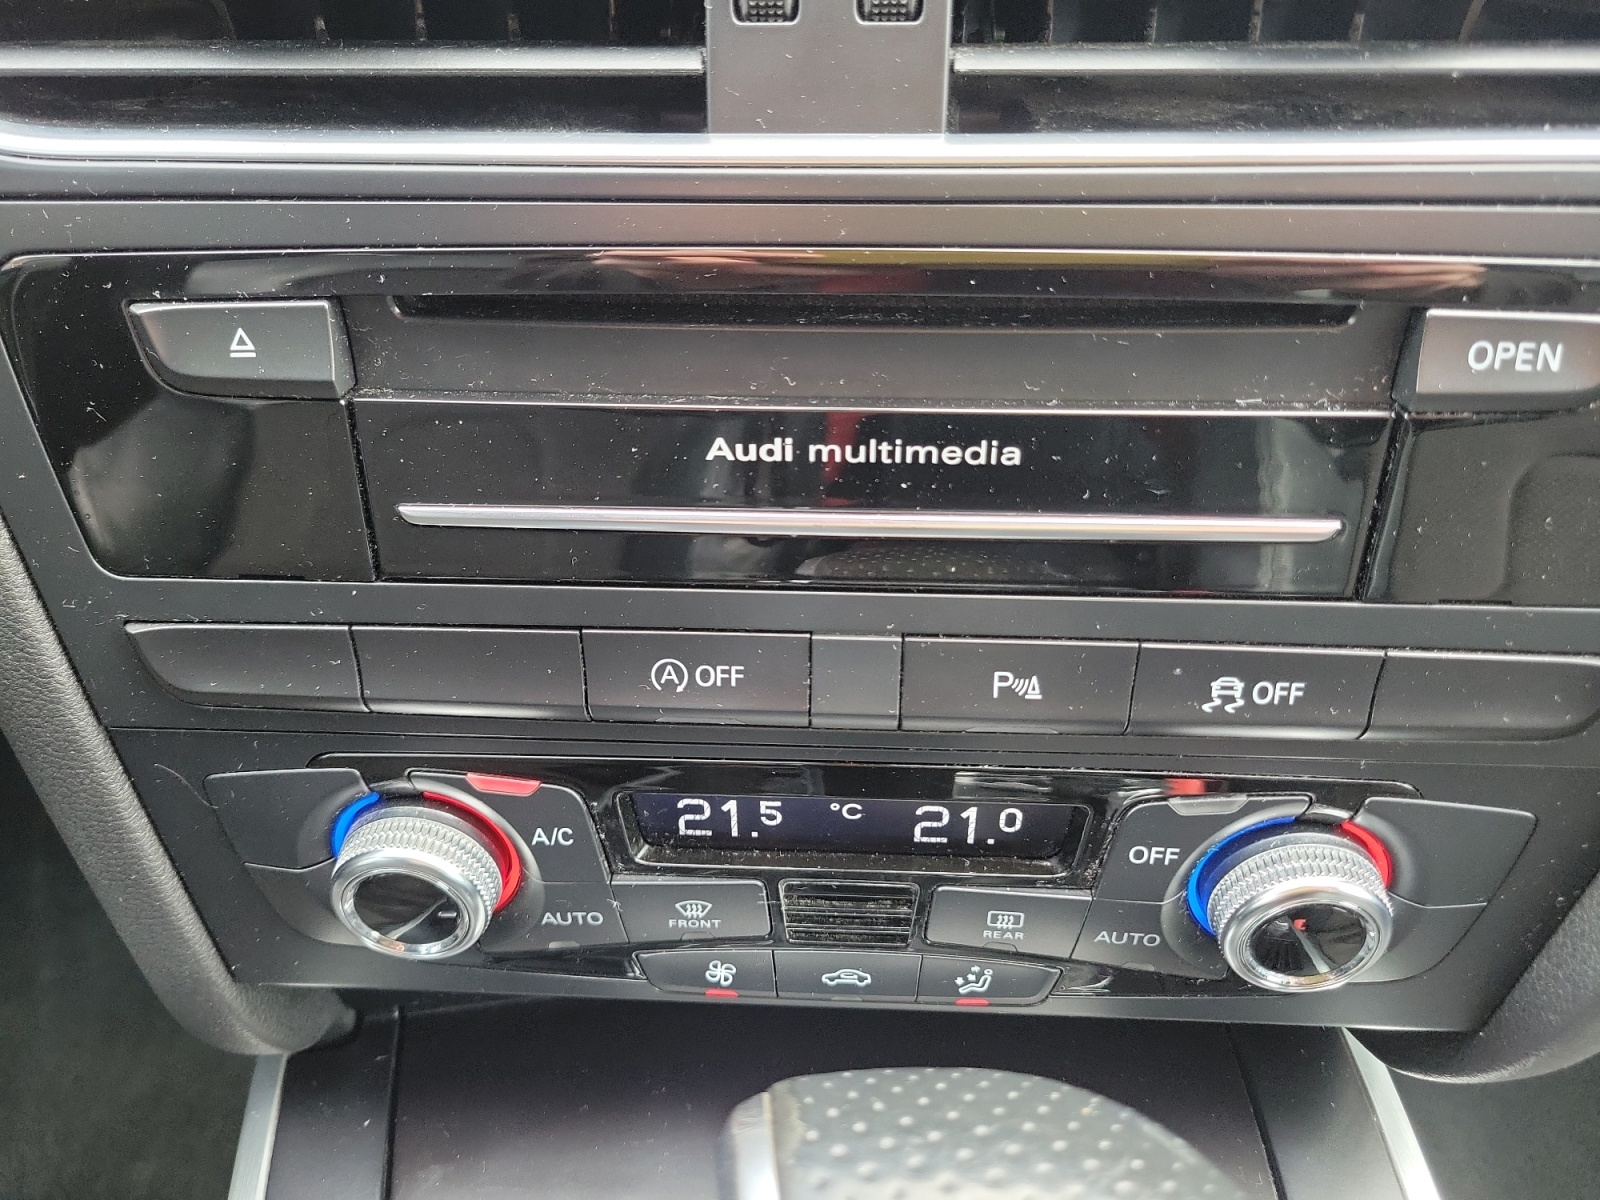 OPEN
Audi multimedia
A OFF
P
OFF
21.5 °C 21.0
A/C
OFF
AUTO
FRONT
REAR
AUTO